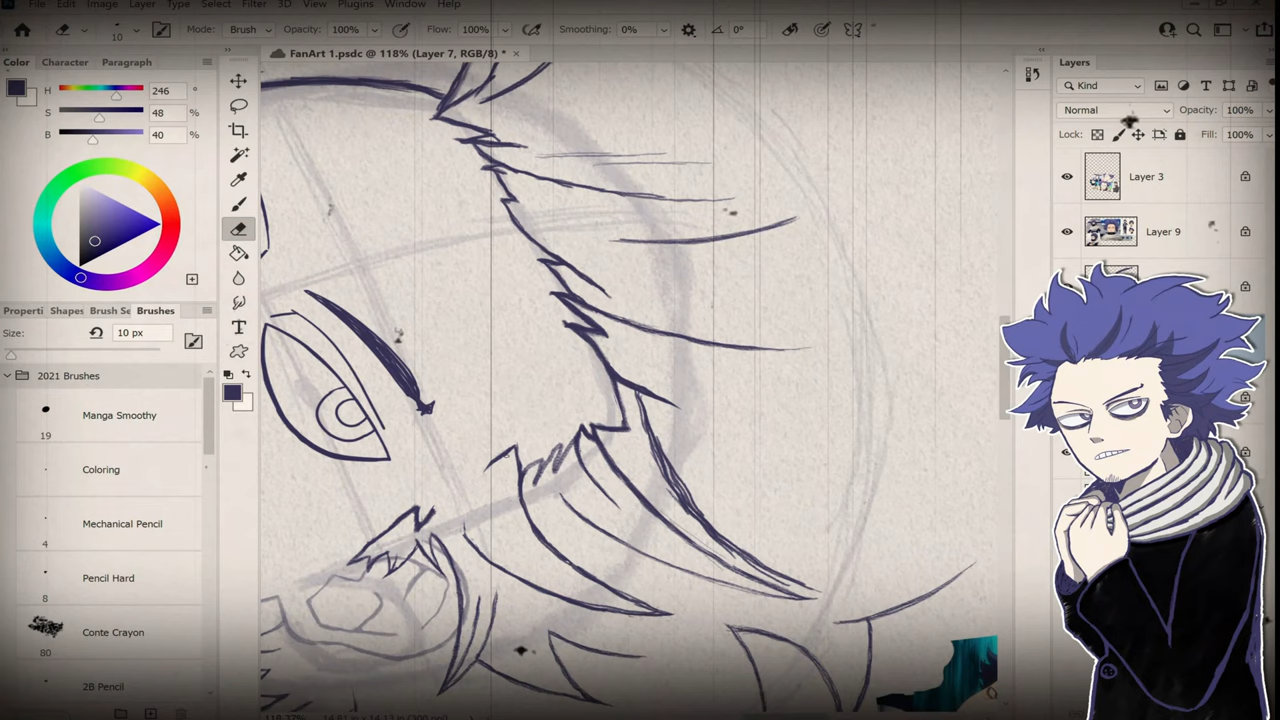 File Edit Image Layer Type Select Filter 3D View Plugins Window Help
10 Mode: Brush Opacity: 100% Flow: 100% Smoothing: 0% 0°
FanArt 1.psdc @ 118% (Layer 7, RGB/8) * ×
Color Character Paragraph
H 246 °
S 48 %
B 40 %
Properti Shapes Brush Se Brushes
Size: 10 px
2021 Brushes
Manga Smoothy
19
Coloring
Mechanical Pencil
4
Pencil Hard
8
Conte Crayon
80
2B Pencil
Layers
Kind
Normal Opacity: 100%
Lock: Fill: 100%
Layer 3
Layer 9